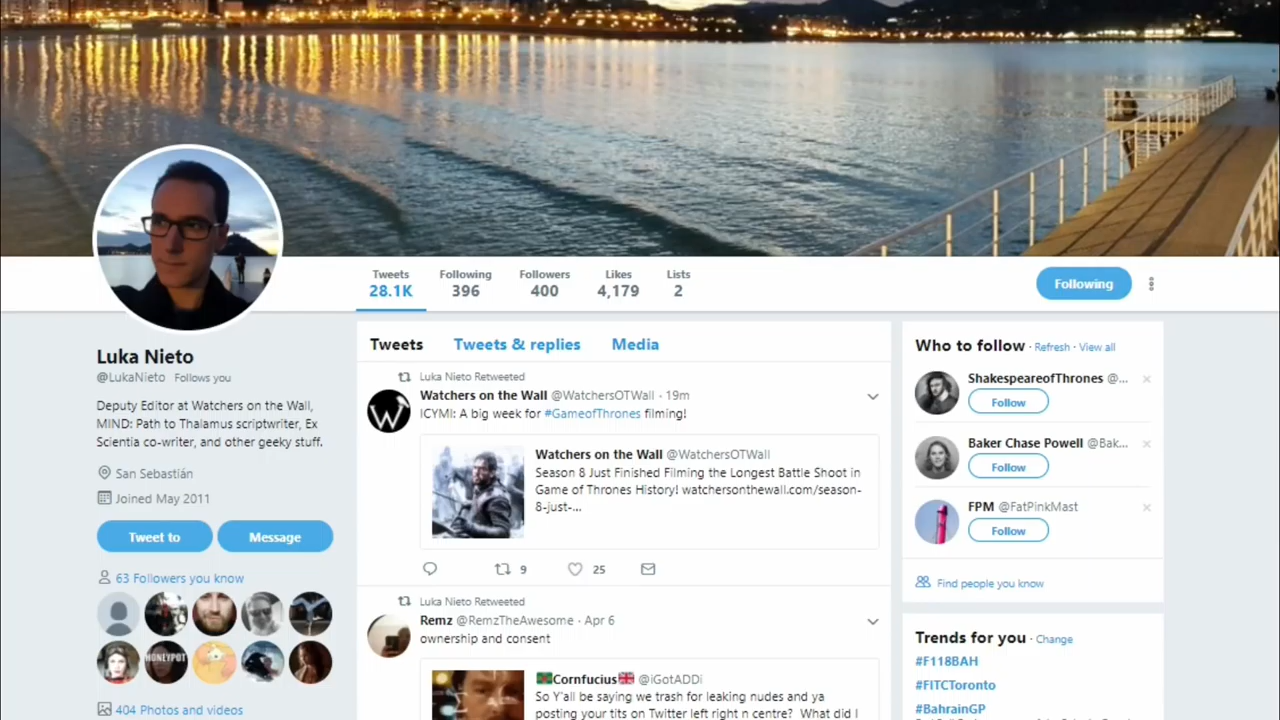 Tweets
28.1K
Following
396
Followers
400
Likes
4,179
Lists
2
Following
Luka Nieto
@LukaNieto Follows you
Deputy Editor at Watchers on the Wall,
MIND: Path to Thalamus scriptwriter, Ex
Scientia co-writer, and other geeky stuff.
San Sebastián
Joined May 2011
Tweet to
Message
63 Followers you know
HONEYPOT
404 Photos and videos
Tweets Tweets & replies Media
Luka Nieto Retweeted
Watchers on the Wall @WatchersOTWall · 19m
ICYMI: A big week for #GameofThrones filming!
W
Watchers on the Wall @WatchersOTWall
Season 8 Just Finished Filming the Longest Battle Shoot in
Game of Thrones History! watchersonthewall.com/season-
8-just-...
9
25
Luka Nieto Retweeted
Remz @RemzTheAwesome · Apr 6
ownership and consent
Cornfucius @iGotADDi
So Y'all be saying we trash for leaking nudes and ya
posting your tits on Twitter left right n centre? What did I
Who to follow · Refresh · View all
ShakespeareofThrones @...
Follow
Baker Chase Powell @Bak...
Follow
FPM @FatPinkMast
Follow
Find people you know
Trends for you · Change
#F118BAH
#FITCToronto
#BahrainGP